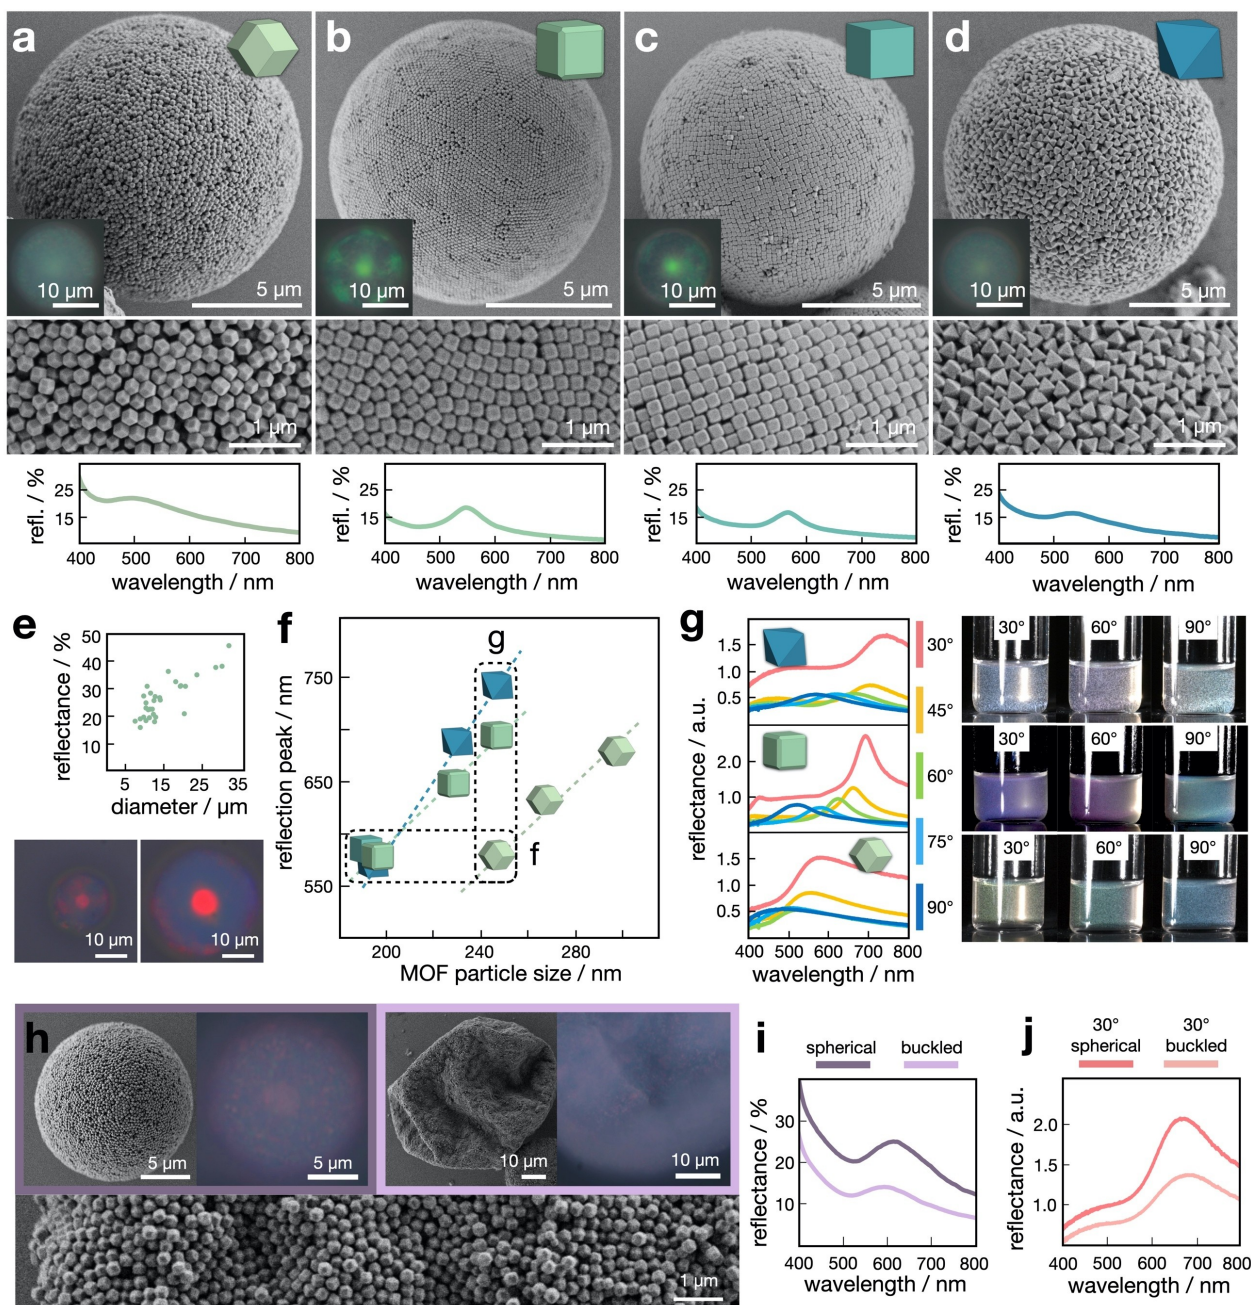 a
b
c
d
10 µm
5 µm
10 µm
5 µm
10 µm
5 µm
10 µm
5 µm
1 µm
1 µm
1 µm
1 µm
refl. / %
25
15
400 500 600 700 800
wavelength / nm
refl. / %
25
15
400 500 600 700 800
wavelength / nm
refl. / %
25
15
400 500 600 700 800
wavelength / nm
refl. / %
25
15
400 500 600 700 800
wavelength / nm
e
reflectance / %
50
40
30
20
10
5 15 25 35
diameter / µm
10 µm
10 µm
f
reflection peak / nm
750
650
550
g
f
200 240 280
MOF particle size / nm
g
reflectance / a.u.
1.5
1.0
0.5
2.0
1.0
1.5
1.0
0.5
400 500 600 700 800
wavelength / nm
30°
45°
60°
75°
90°
30° 60° 90°
30° 60° 90°
30° 60° 90°
h
5 µm
5 µm
10 µm
10 µm
1 µm
i
spherical buckled
reflectance / %
30
20
10
400 500 600 700 800
wavelength / nm
j
30° 30°
spherical buckled
reflectance / a.u.
2.0
1.5
1.0
400 500 600 700 800
wavelength / nm